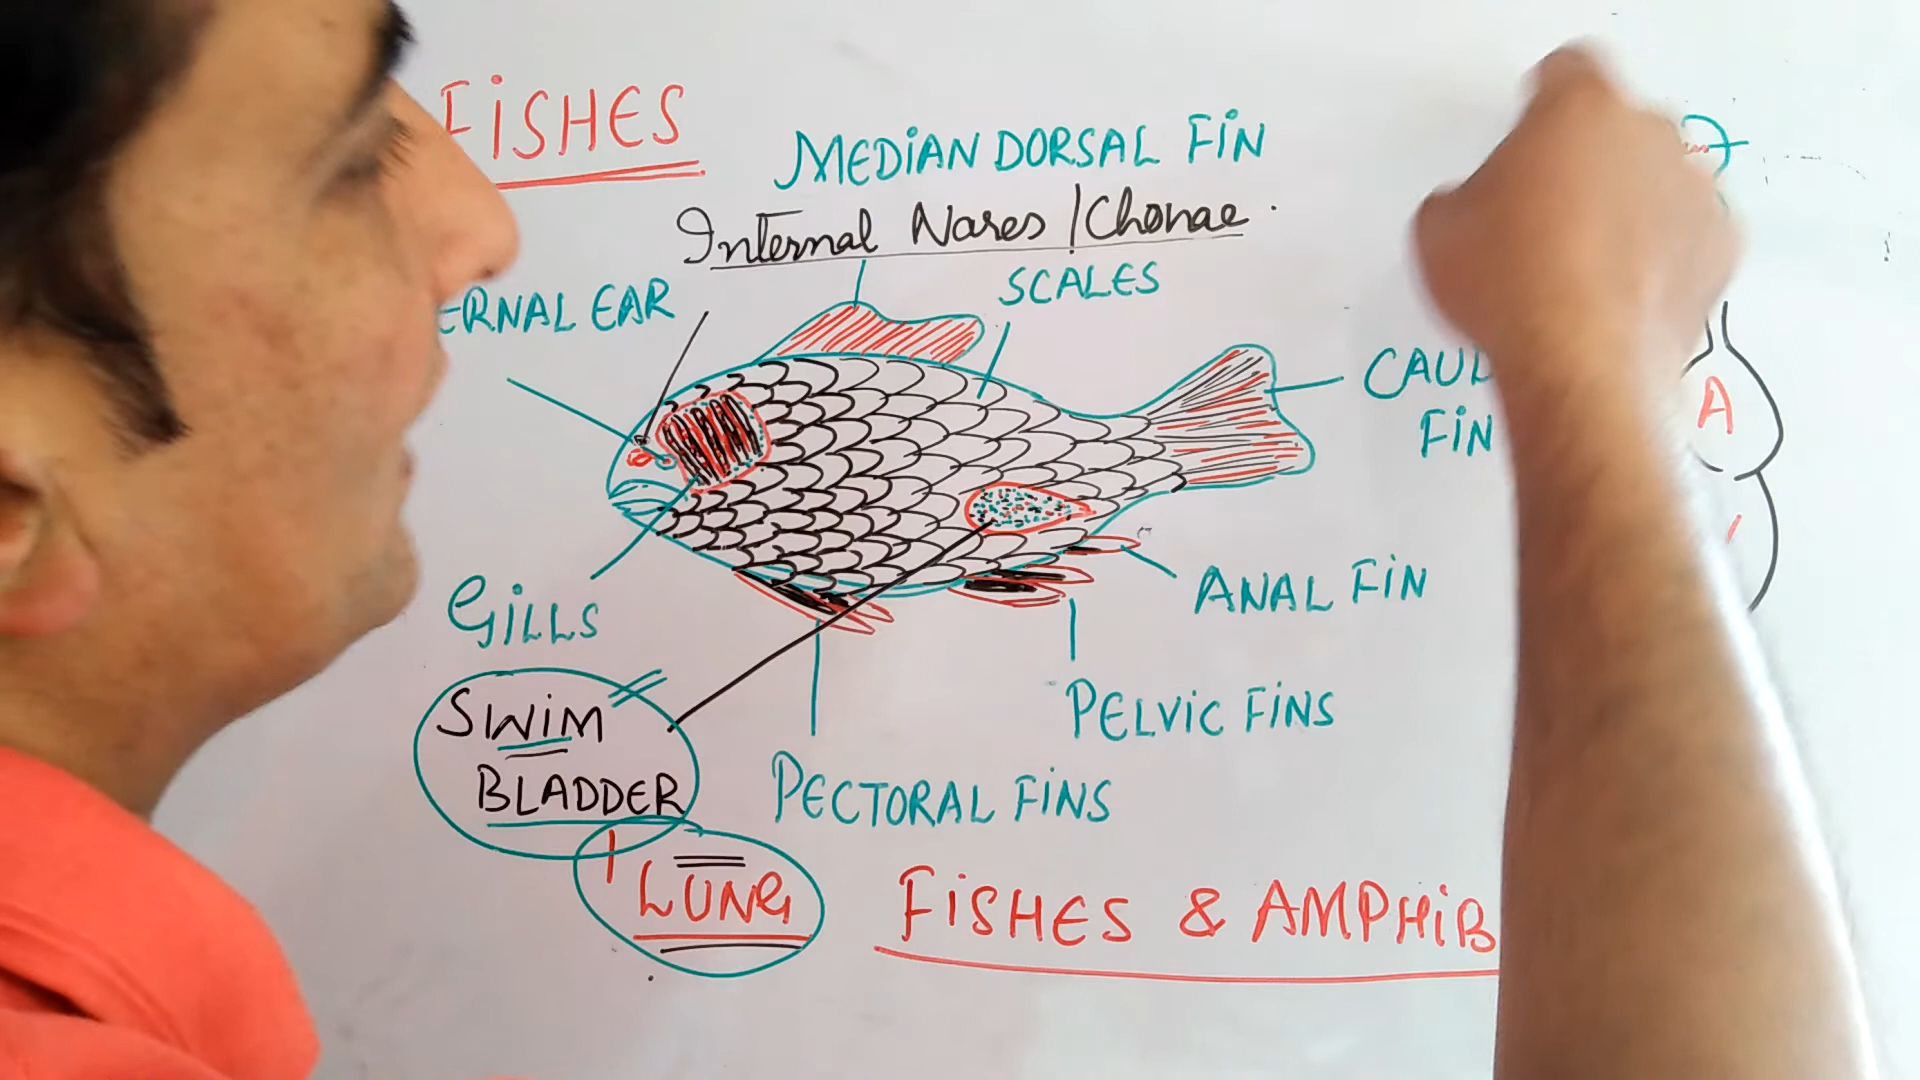 FiSHES
MEDiAN DORSAL FiN
Internal Nares / Chonae .
SCALES
ERNAL EAR
CAUD
FiN
A
ANAL FiN
GiLLS
PELViC FiNS
SWiM
BLADDER
PECTORAL FiNS
LUNG
FiSHES & AMPHiB